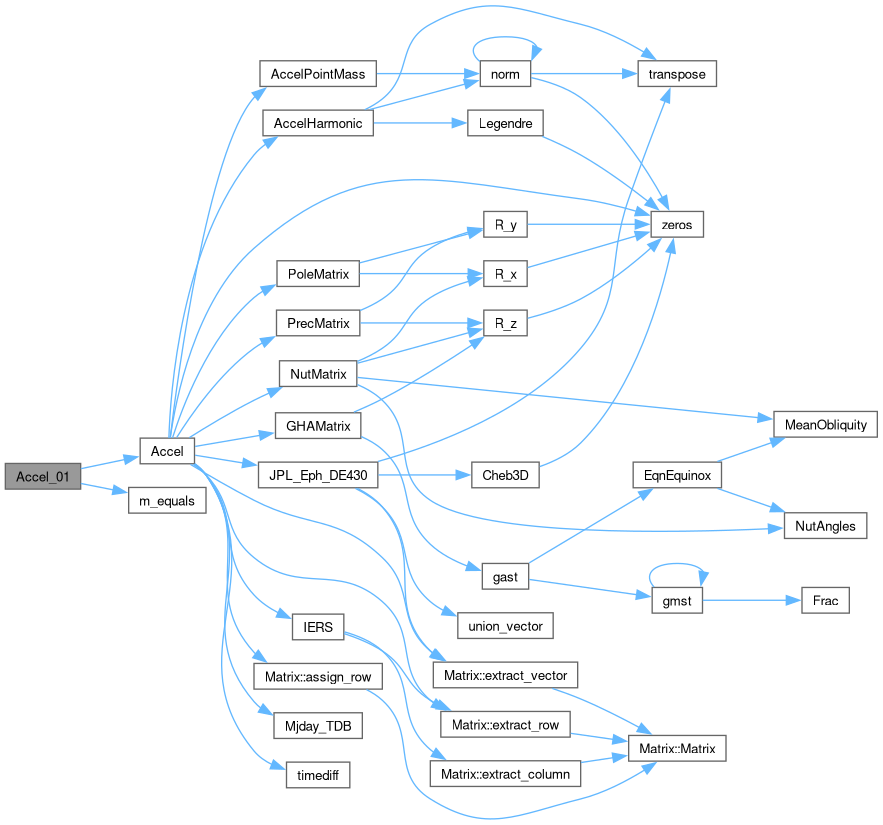 AccelPointMass
norm
transpose
AccelHarmonic
Legendre
R_y
zeros
PoleMatrix
R_x
PrecMatrix
R_z
NutMatrix
GHAMatrix
MeanObliquity
Accel
Accel_01
JPL_Eph_DE430
Cheb3D
EqnEquinox
m_equals
NutAngles
gast
gmst
Frac
IERS
union_vector
Matrix::assign_row
Matrix::extract_vector
Mjday_TDB
Matrix::extract_row
Matrix::Matrix
timediff
Matrix::extract_column